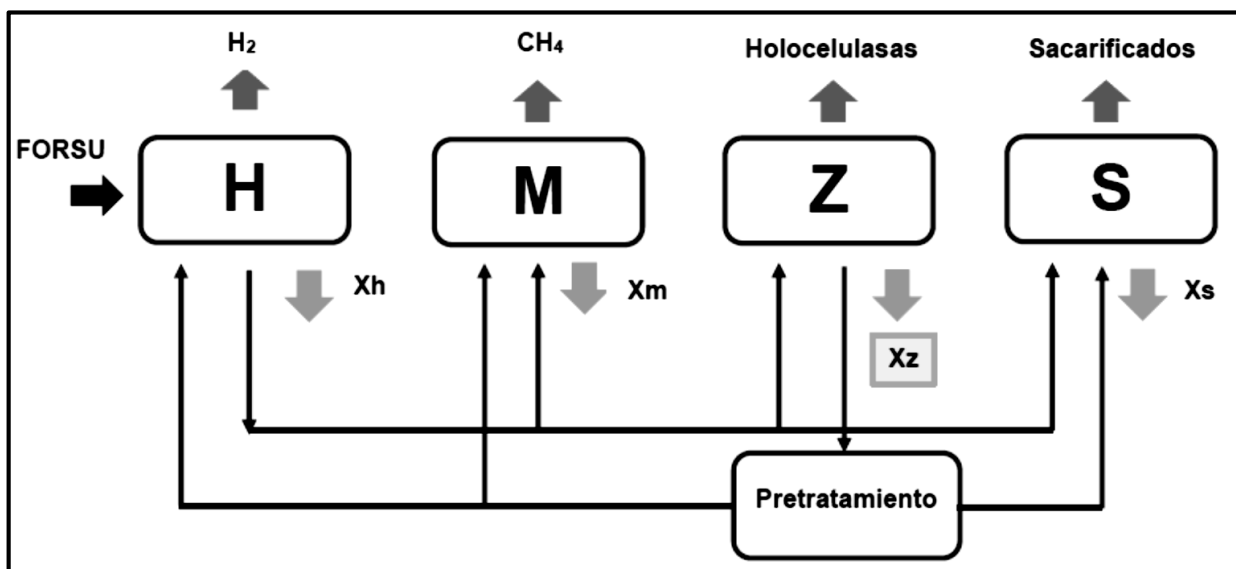 H₂
CH₄
Holocelulasas
Sacarificados
FORSU
H
M
Z
S
Xh
Xm
Xz
Xs
Pretratamiento